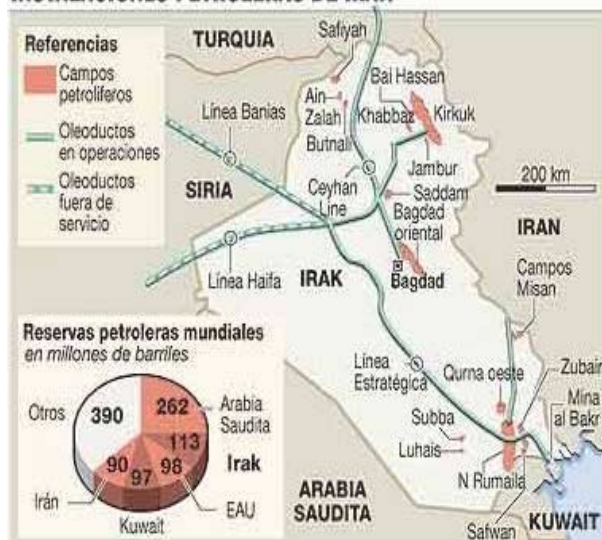 Referencias
Campos
petrolíferos
Oleoductos
en operaciones
Oleoductos
fuera de
servicio
TURQUIA
Safiyah
Bai Hassan
Ain
Zalah
Khabbaz
Kirkuk
Butnah
Línea Banias
Jambur
SIRIA
Ceyhan
Line
Saddam
200 km
Bagdad
oriental
IRAN
Línea Haifa
IRAK
Bagdad
Campos
Misan
Reservas petroleras mundiales
en millones de barriles
Otros
390
262
Arabia
Saudita
113
Irak
90
97
98
Irán
EAU
Kuwait
Línea
Estratégica
Qurna oeste
Zubair
Mina
al Bakr
Subba
Luhais
N Rumaila
ARABIA
SAUDITA
Safwan
KUWAIT